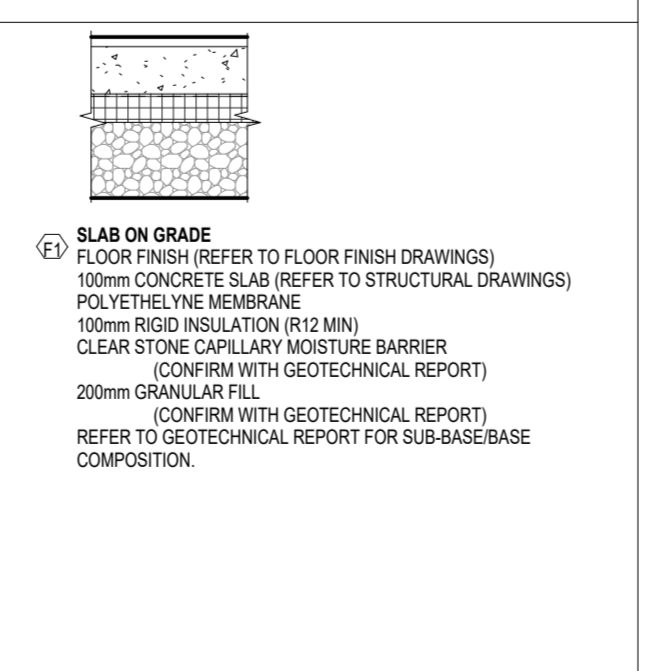 F1
SLAB ON GRADE
FLOOR FINISH (REFER TO FLOOR FINISH DRAWINGS)
100mm CONCRETE SLAB (REFER TO STRUCTURAL DRAWINGS)
POLYETHELYNE MEMBRANE
100mm RIGID INSULATION (R12 MIN)
CLEAR STONE CAPILLARY MOISTURE BARRIER
(CONFIRM WITH GEOTECHNICAL REPORT)
200mm GRANULAR FILL
(CONFIRM WITH GEOTECHNICAL REPORT)
REFER TO GEOTECHNICAL REPORT FOR SUB-BASE/BASE
COMPOSITION.